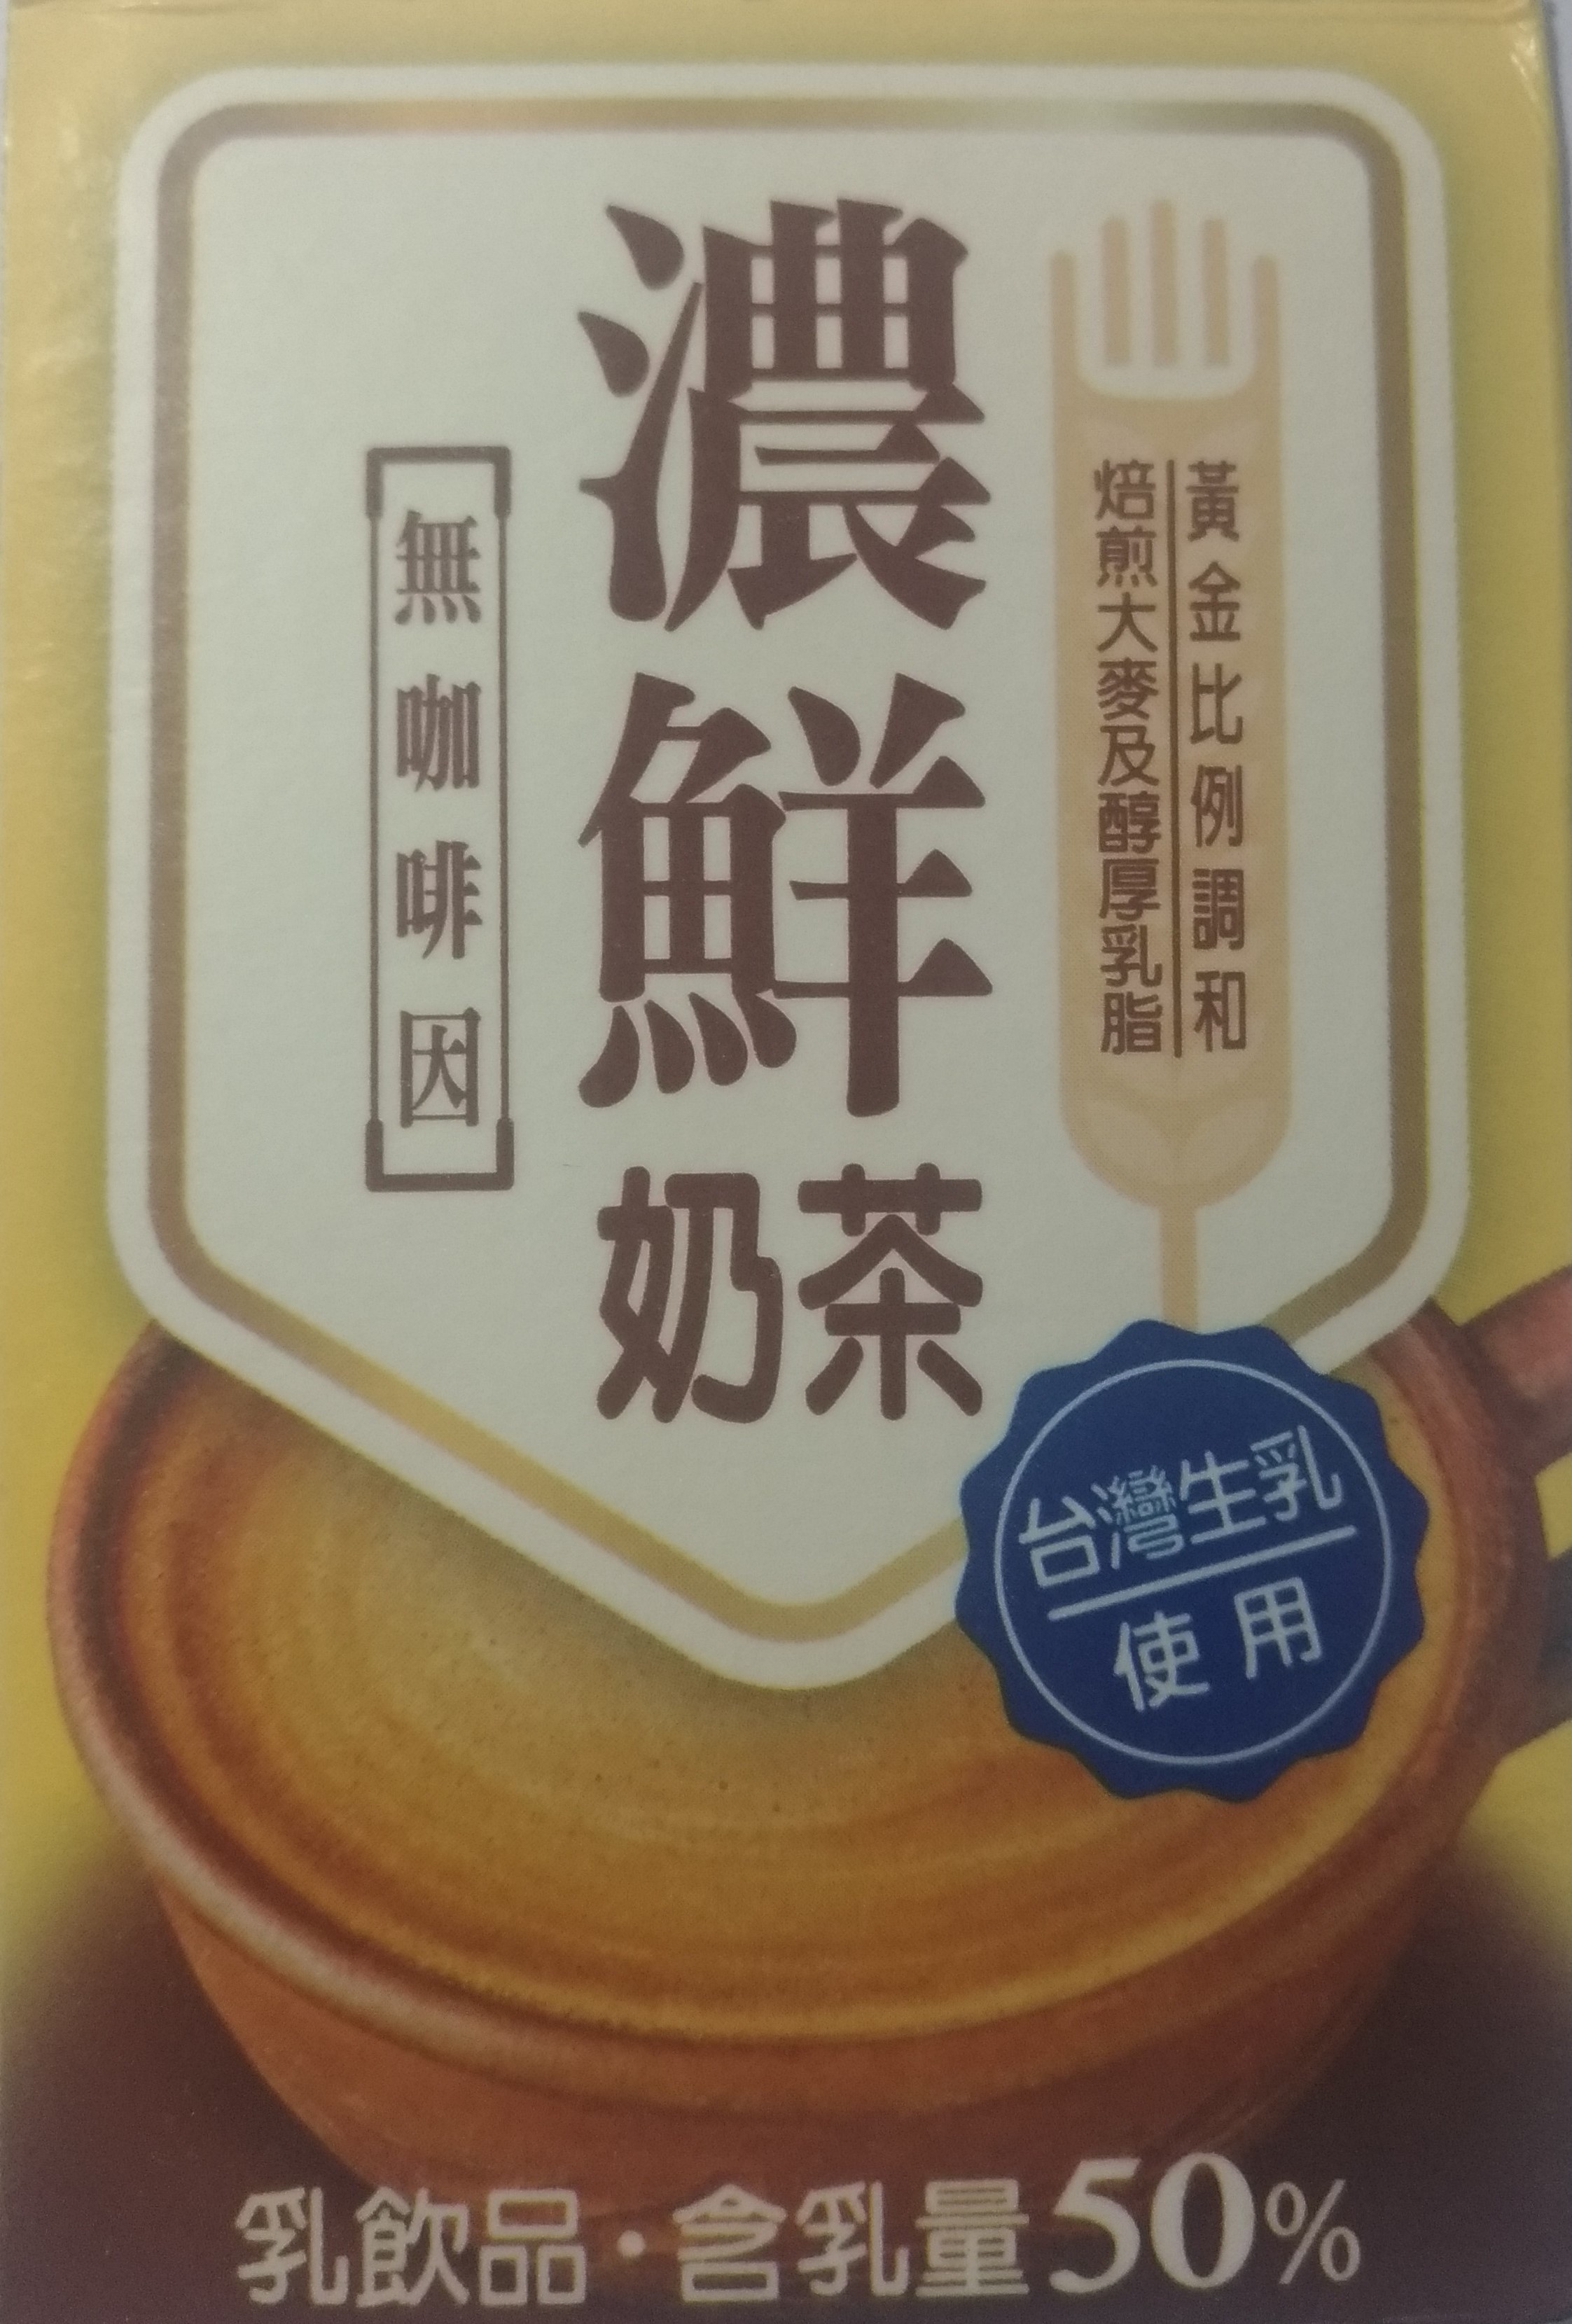 黃金比例調和
焙煎大麥及醇厚乳脂
濃鮮
奶茶
無咖啡因
台灣生乳
使用
乳飲品·含乳量50%